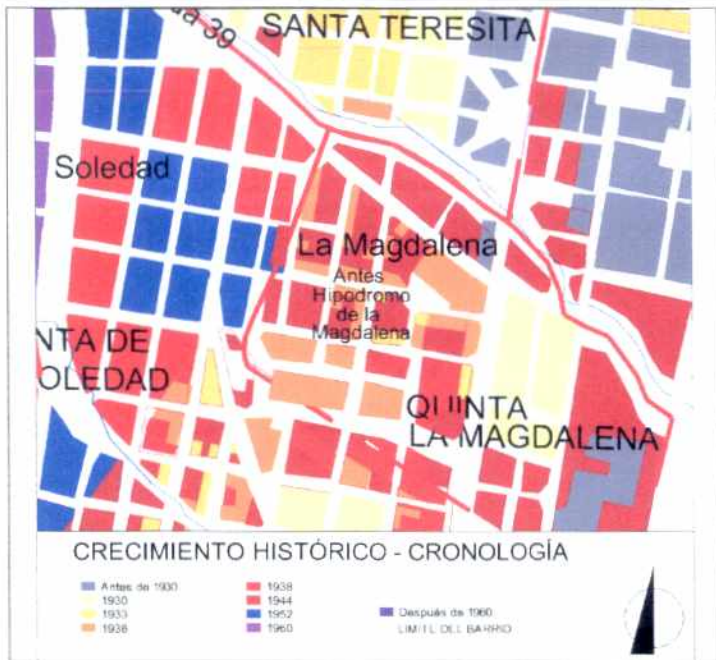 SANTA TERESITA
39
Soledad
La Magdalena
Antes
Hipodromo
de la
Magdalena
NTA DE
OLEDAD
QUINTA
LA MAGDALENA
CRECIMIENTO HISTÓRICO - CRONOLOGÍA
Antes de 1930
1930
1933
1936
1938
1944
1952
1960
Después de 1960
LIMITE DEL BARRIO